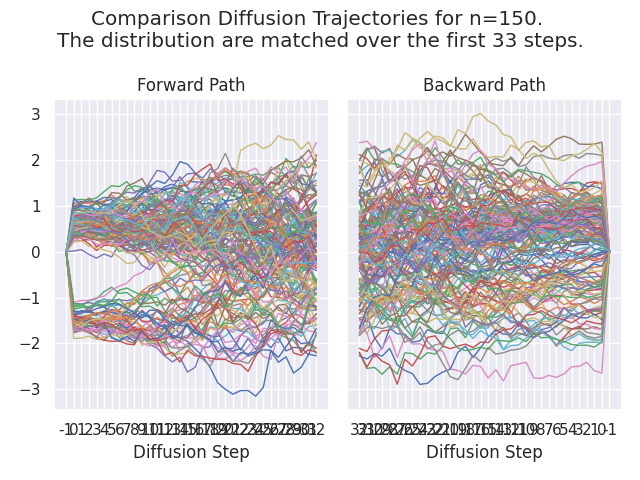 Comparison Diffusion Trajectories for n=150.
The distribution are matched over the first 33 steps.
Forward Path
Backward Path
3
2
1
0
−1
−2
−3
Diffusion Step
Diffusion Step